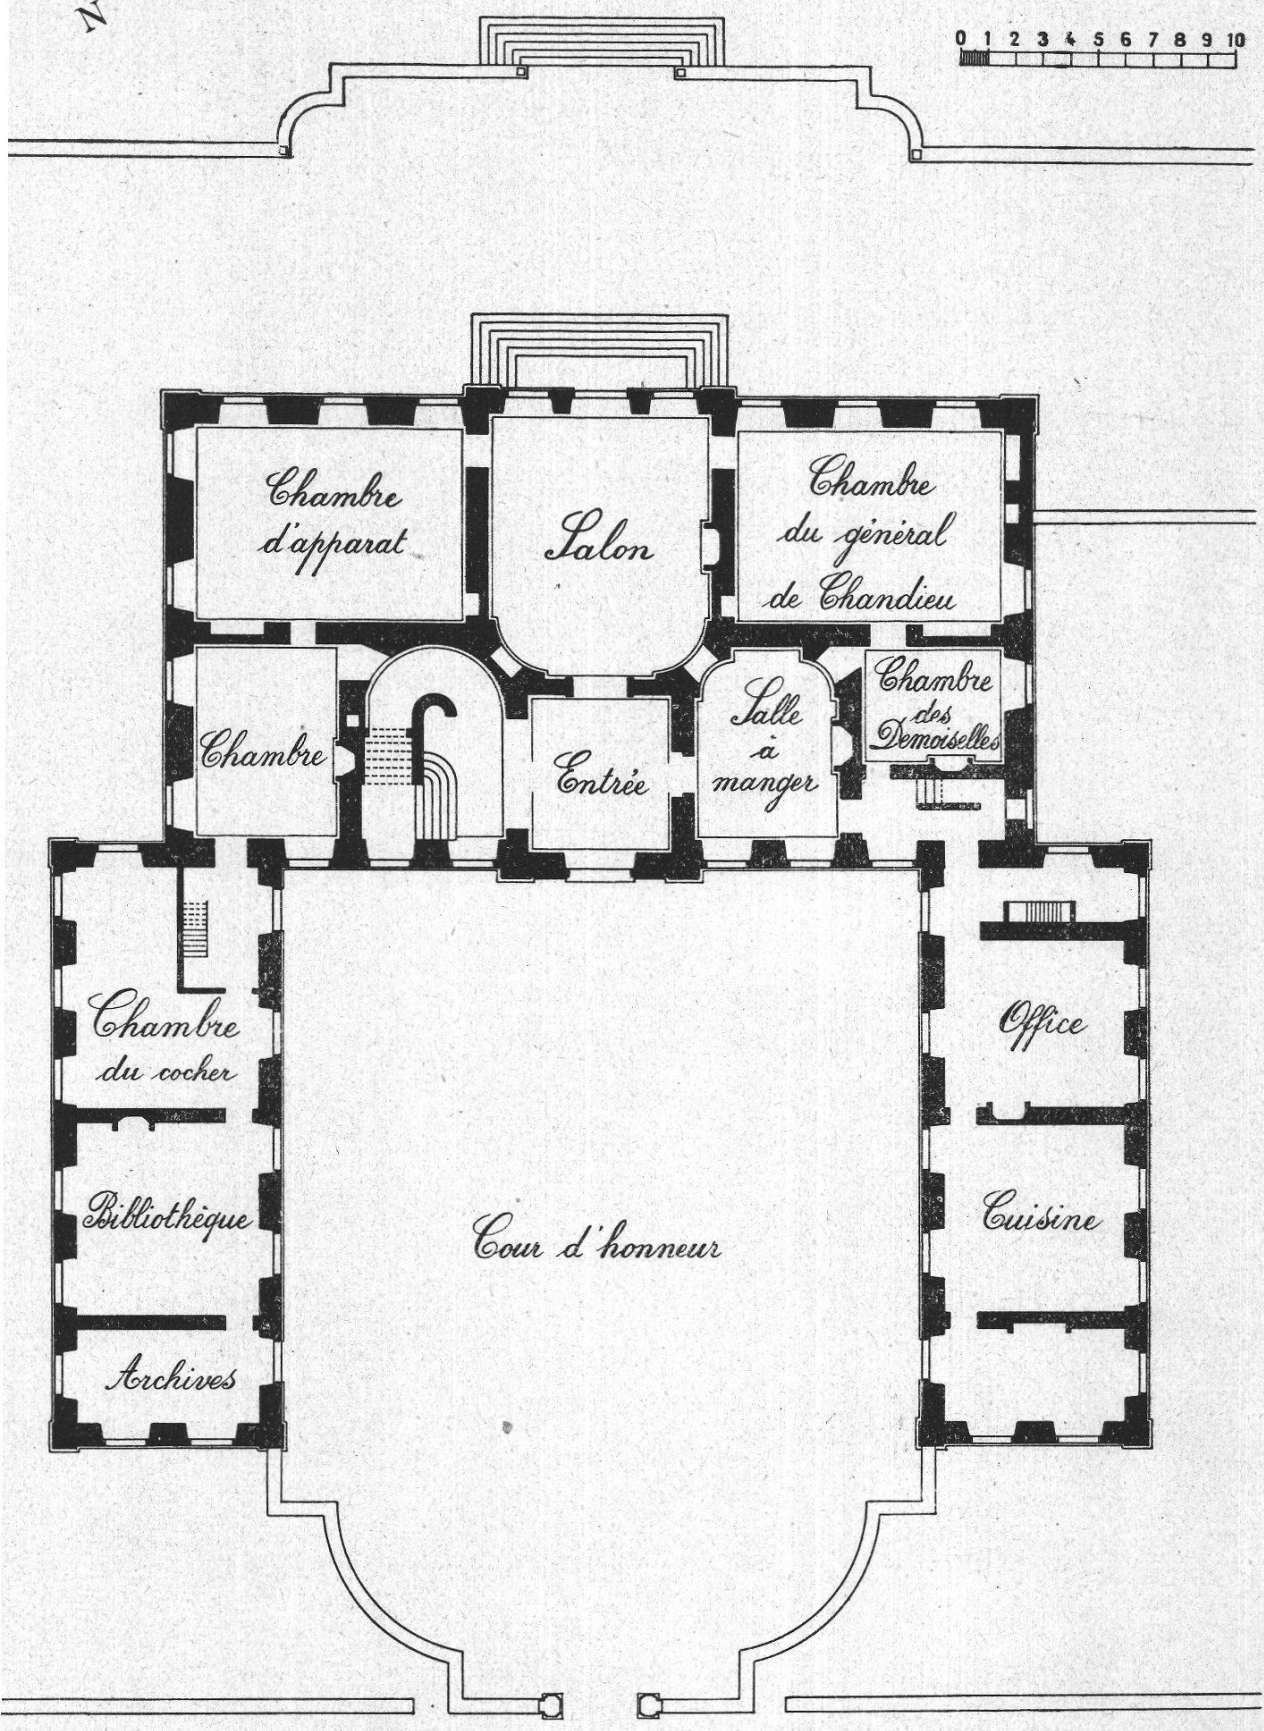 N
0 1 2 3 4 5 6 7 8 9 10
Chambre
d'apparat
Salon
Chambre
du général
de Chandieu
Chambre
Entrée
Salle
à
manger
Chambre
des
Demoiselles
Chambre
du cocher
Office
Bibliothèque
Cour d'honneur
Cuisine
Archives